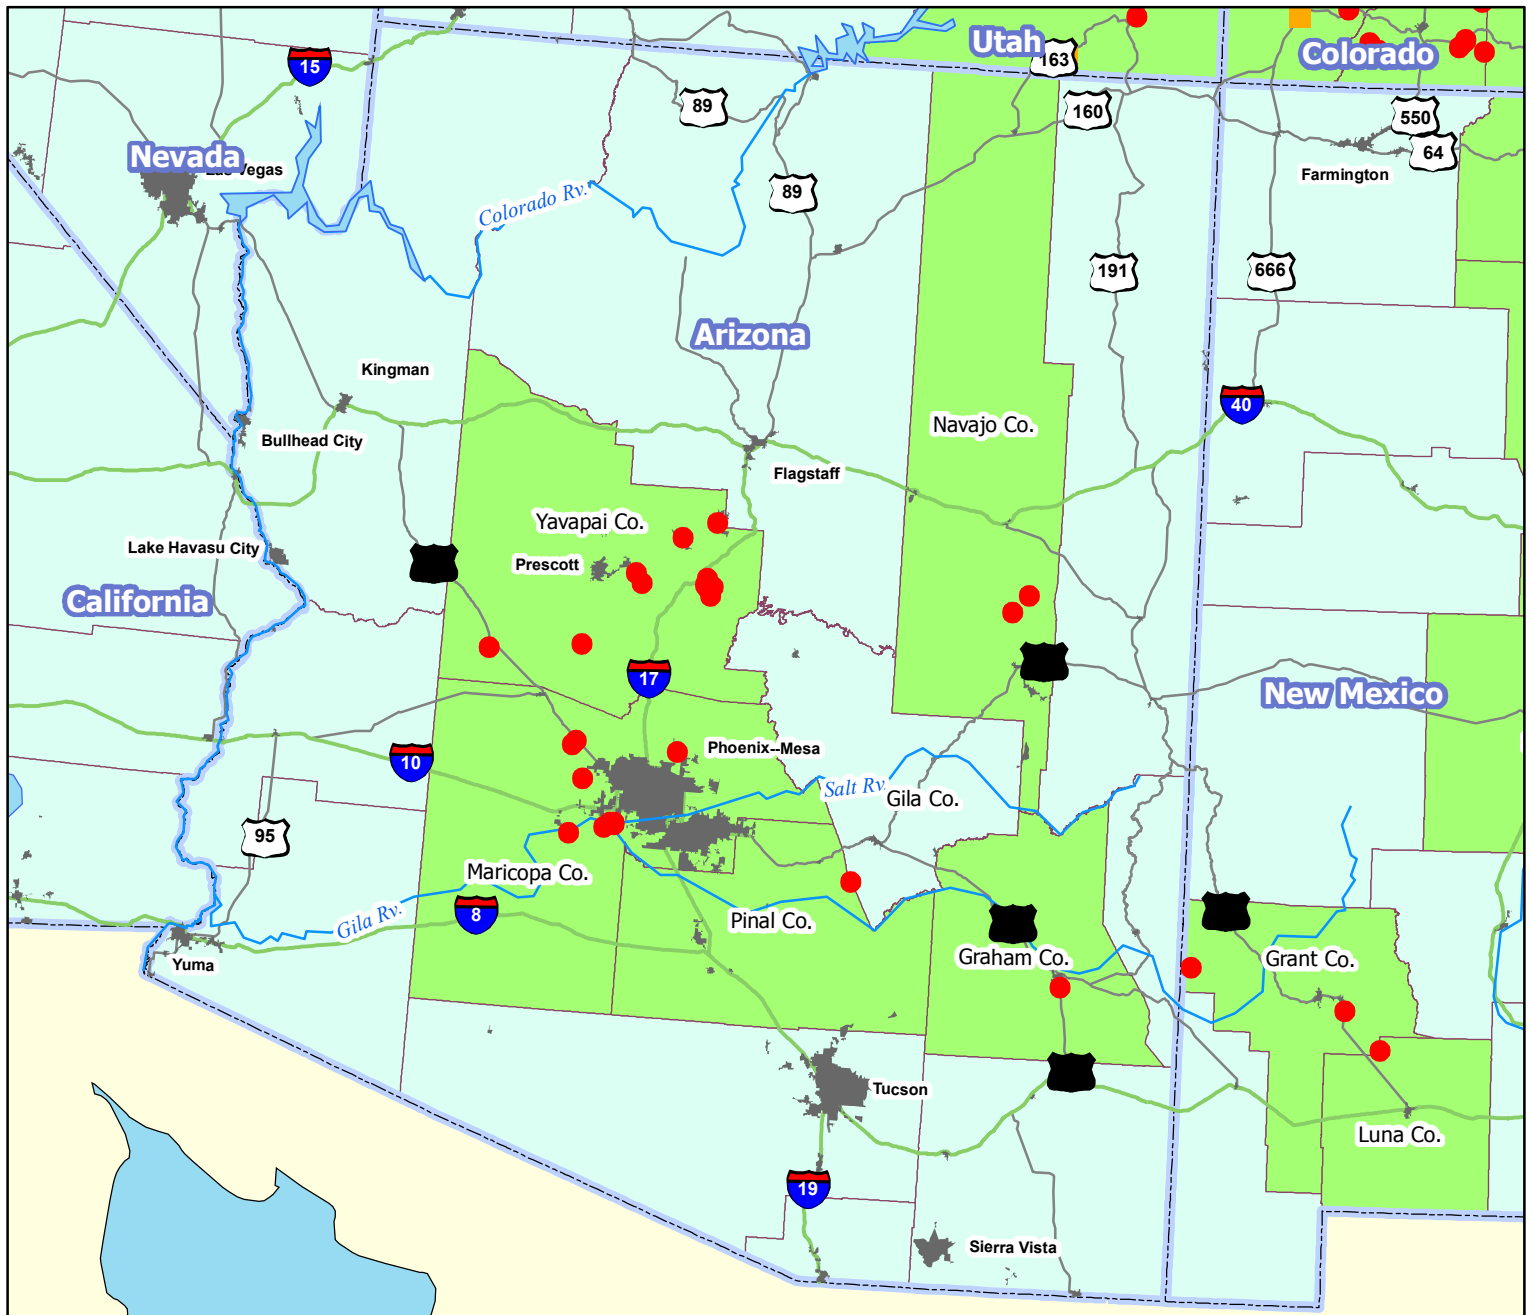 Utah
Colorado
15
163
89
160
550
64
Nevada
Las Vegas
Farmington
Colorado Rv.
89
191
666
Arizona
Kingman
40
Navajo Co.
Bullhead City
Flagstaff
Yavapai Co.
Lake Havasu City
Prescott
California
17
New Mexico
Phoenix--Mesa
10
Salt Rv.
Gila Co.
95
Maricopa Co.
8
Gila Rv.
Pinal Co.
Graham Co.
Grant Co.
Yuma
Tucson
Luna Co.
19
Sierra Vista